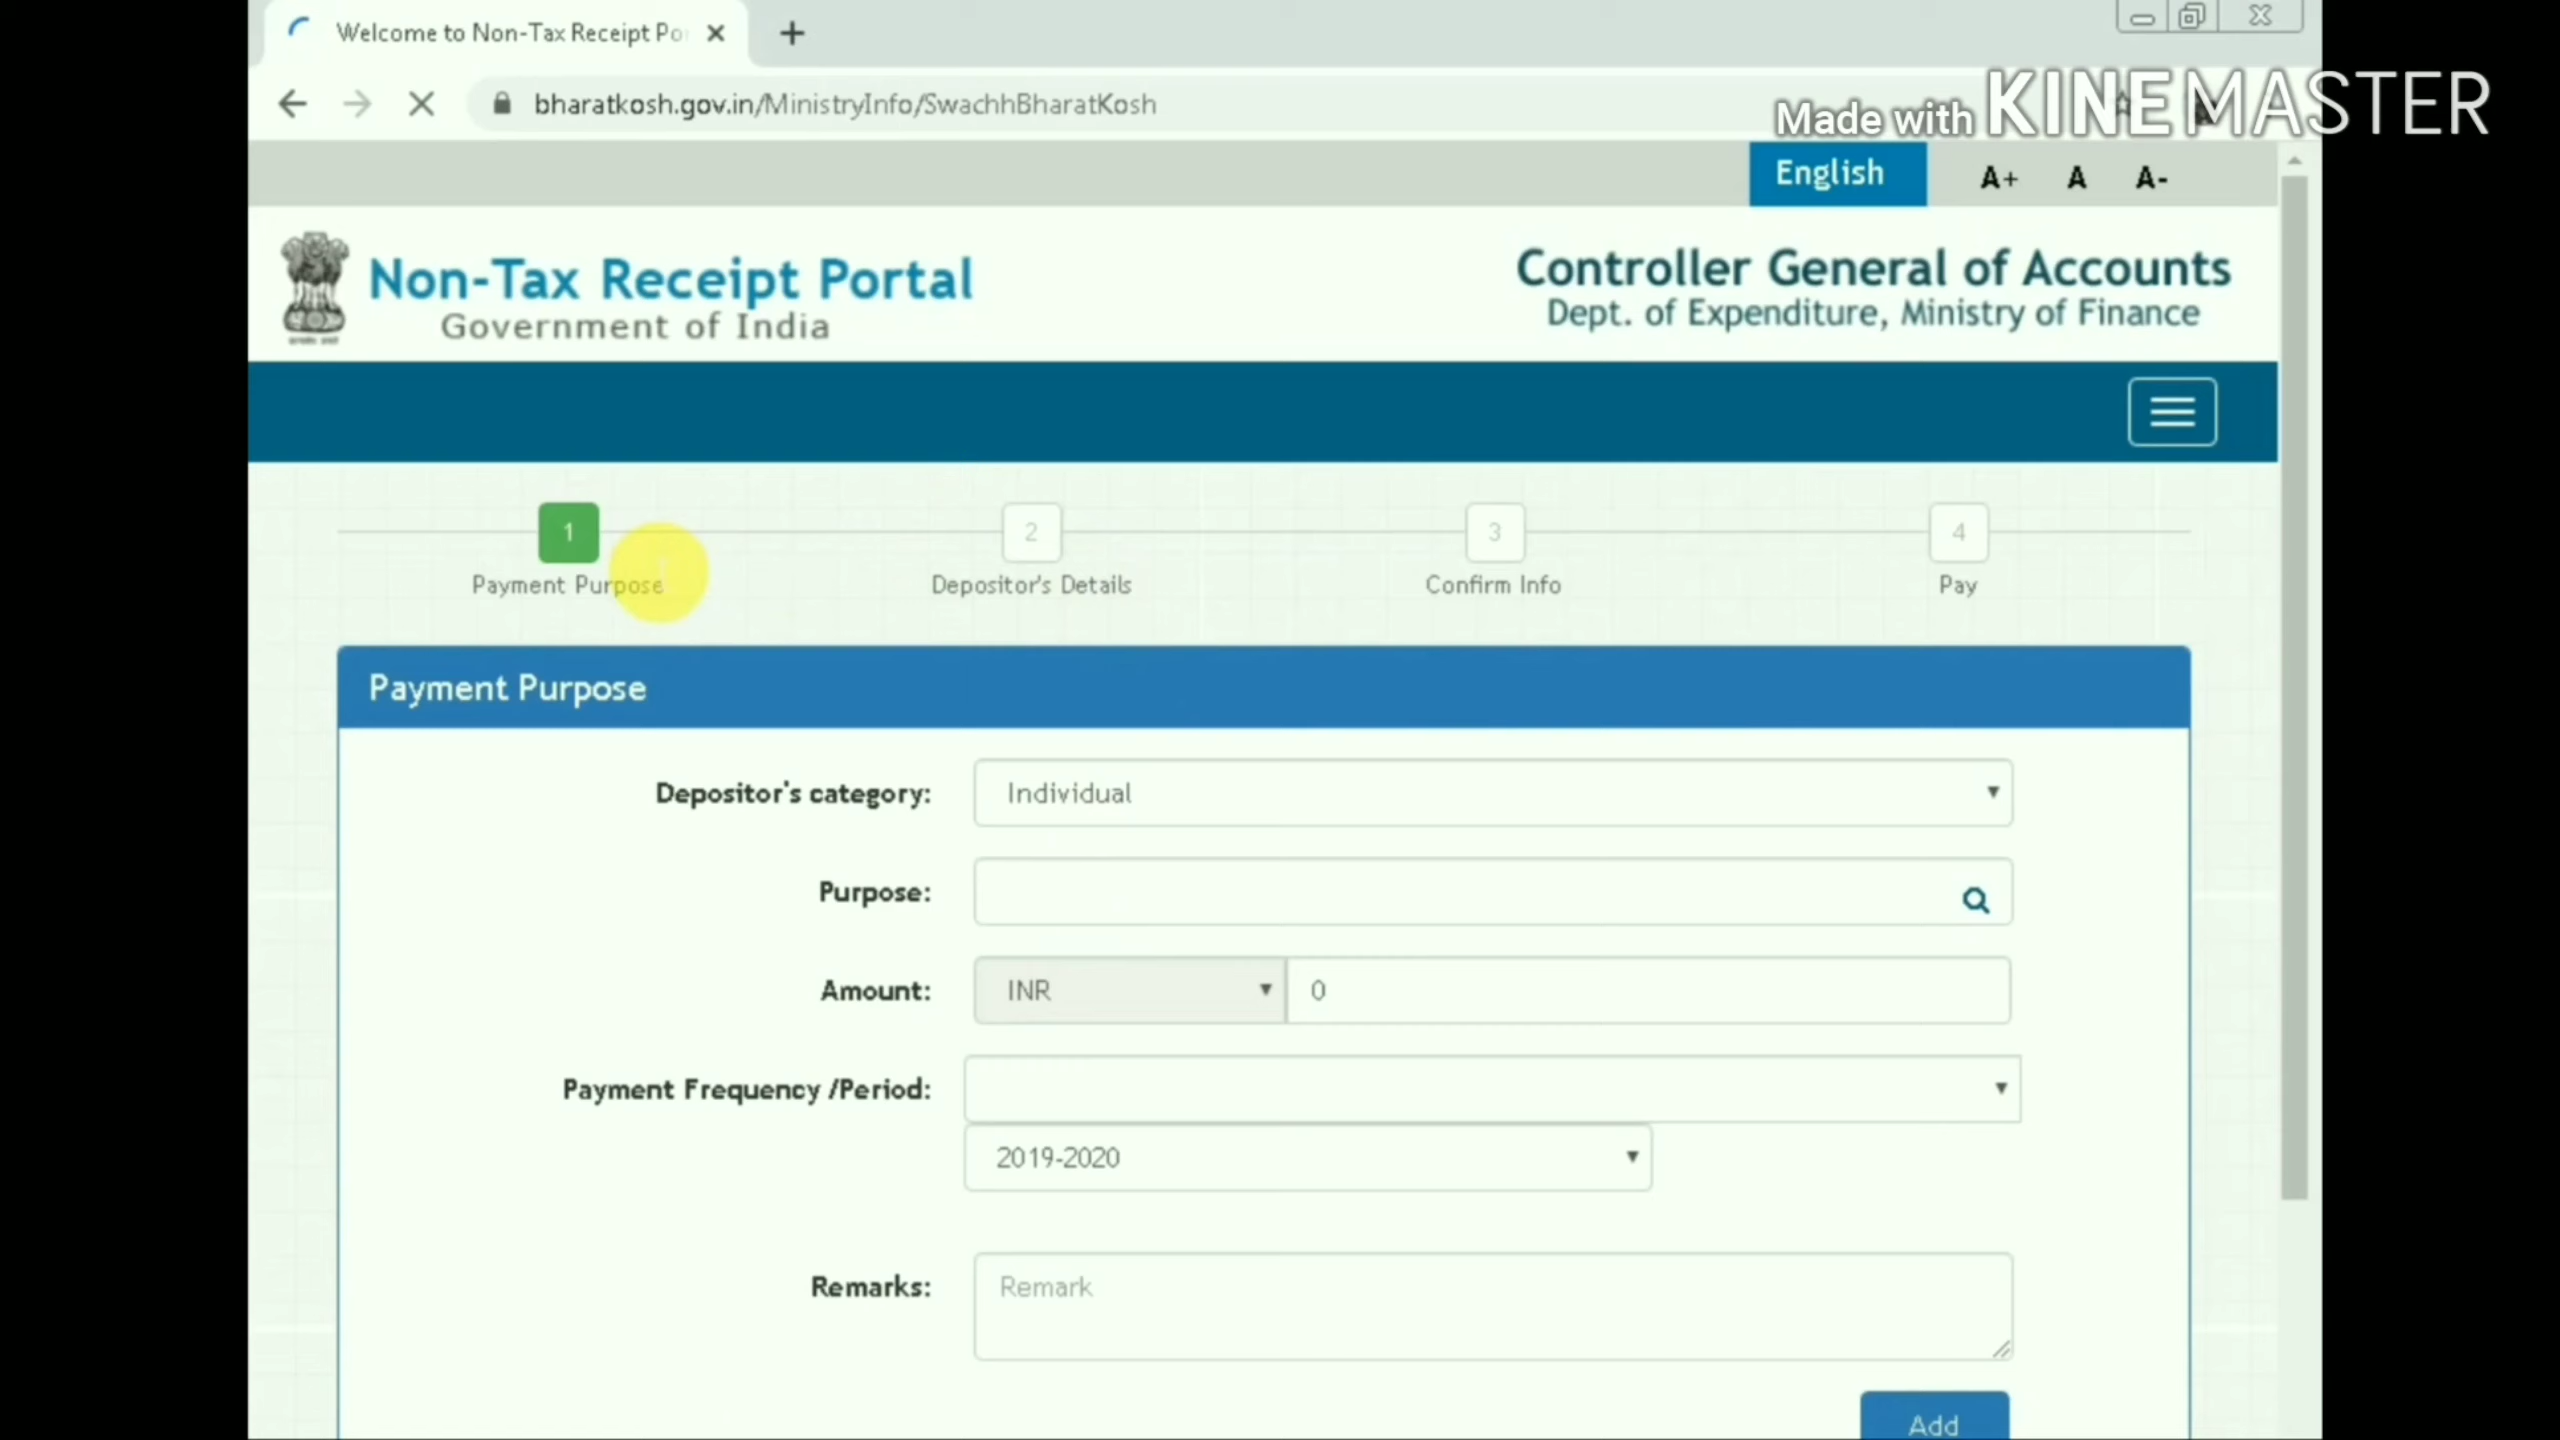 Welcome to Non-Tax Receipt Po
bharatkosh.gov.in/MinistryInfo/SwachhBharatKosh
Made with KINEMASTER
English A+ A A-
Non-Tax Receipt Portal
Government of India
Controller General of Accounts
Dept. of Expenditure, Ministry of Finance
1 2 3 4
Payment Purpose Depositor's Details Confirm Info Pay
Payment Purpose
Depositor's category: Individual
Purpose:
Amount: INR 0
Payment Frequency /Period:
2019-2020
Remarks: Remark
Add